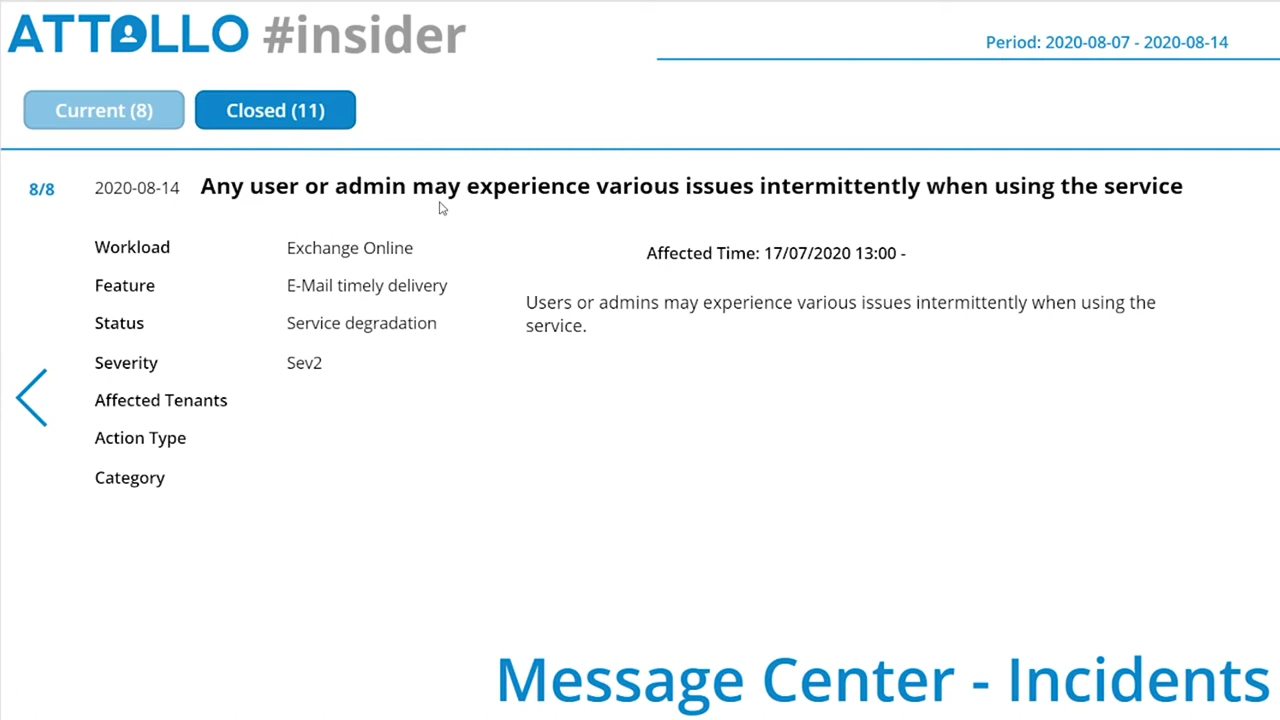 ATTOLLO #insider
Period: 2020-08-07 - 2020-08-14
Current (8)
Closed (11)
8/8
2020-08-14
Any user or admin may experience various issues intermittently when using the service
Workload
Exchange Online
Affected Time: 17/07/2020 13:00 -
Feature
E-Mail timely delivery
Users or admins may experience various issues intermittently when using the
service.
Status
Service degradation
Severity
Sev2
Affected Tenants
Action Type
Category
Message Center - Incidents